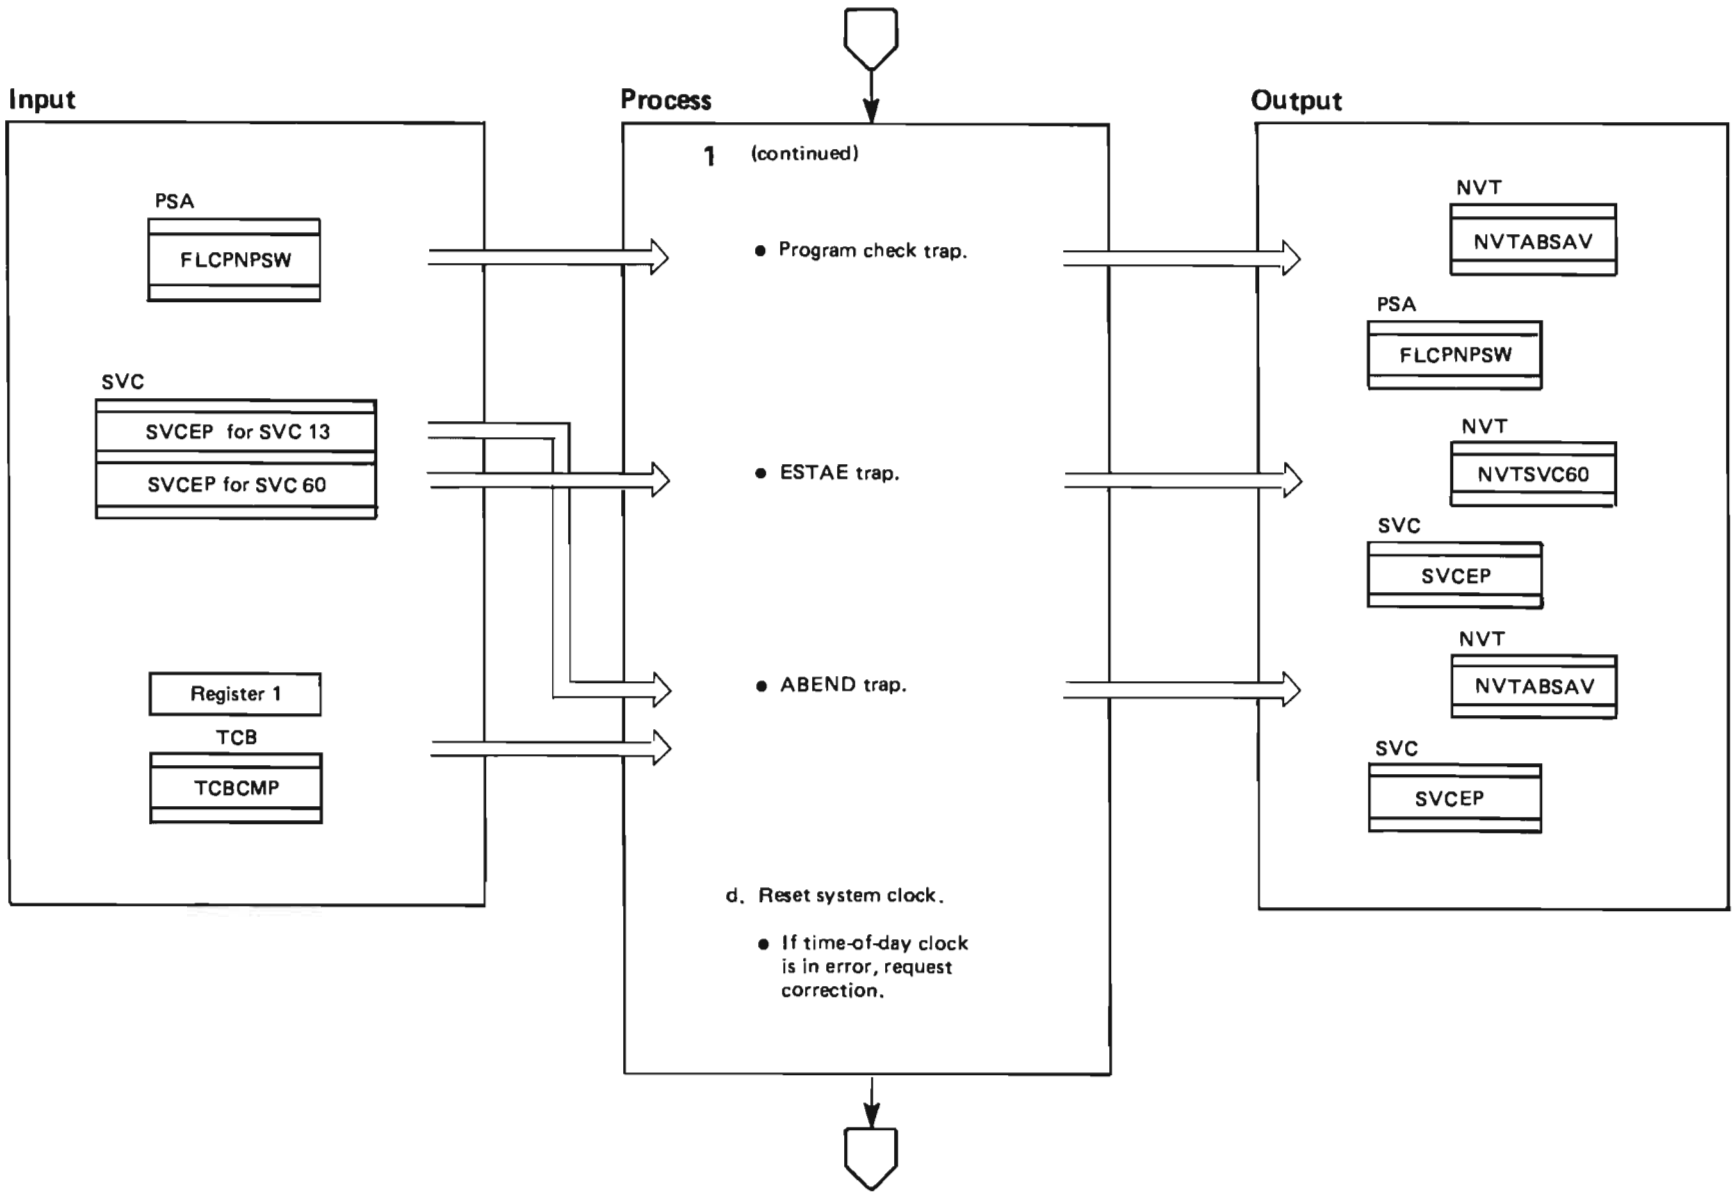 Input
PSA
FLCPNPSW
SVC
SVCEP for SVC 13
SVCEP for SVC 60
Register 1
TCB
TCBCMP
Process
1 (continued)
• Program check trap.
• ESTAE trap.
• ABEND trap.
d. Reset system clock.
• If time-of-day clock
is in error, request
correction.
Output
NVT
NVTABSAV
PSA
FLCPNPSW
NVT
NVTSVC60
SVC
SVCEP
NVT
NVTABSAV
SVC
SVCEP